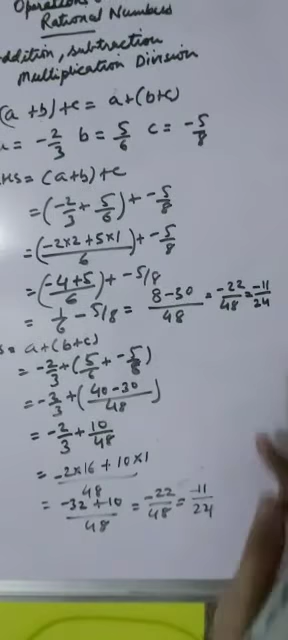 Rational Numbers
addition, subtraction
Multiplication Division
(a + b) + c = a + (b + c)
= -2/3 b = 5/6 c = -5/8
HS = (a+b) + c
= (-2/3 + 5/6) + -5/8
= (-2×2 + 5×1 / 6) + -5/8
= (-4+5 / 6) + -5/8
= 1/6 - 5/8 = 8-30 / 48 = -22/48 = -11/24
= a + (b+c)
= -2/3 + (5/6 + -5/8)
= -2/3 + (40-30 / 48)
= -2/3 + 10/48
= -2×16 + 10×1 / 48
= -32 + 10 / 48 = -22/48 = -11/24